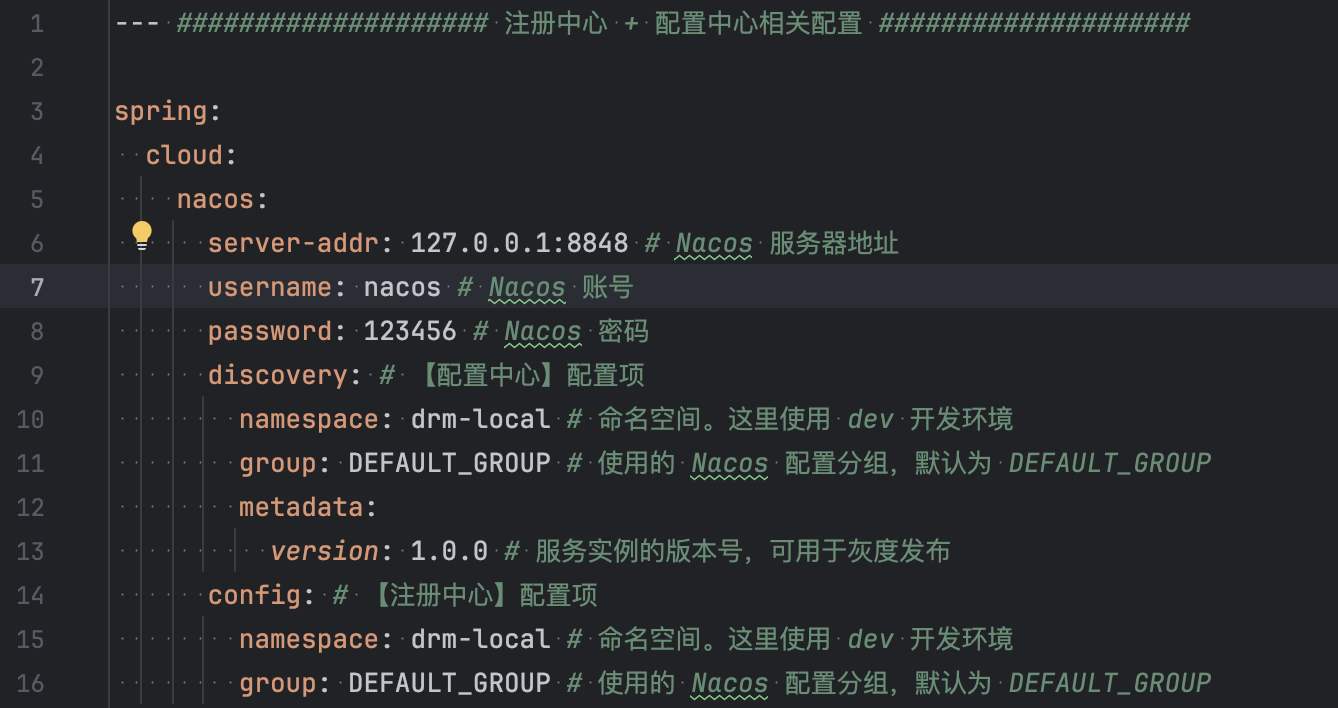 1 --- #################### 注册中心 + 配置中心相关配置 ####################
2
3 spring:
4   cloud:
5     nacos:
6       server-addr: 127.0.0.1:8848 # Nacos 服务器地址
7       username: nacos # Nacos 账号
8       password: 123456 # Nacos 密码
9       discovery: # 【配置中心】配置项
10         namespace: drm-local # 命名空间。这里使用 dev 开发环境
11         group: DEFAULT_GROUP # 使用的 Nacos 配置分组，默认为 DEFAULT_GROUP
12         metadata:
13           version: 1.0.0 # 服务实例的版本号，可用于灰度发布
14       config: # 【注册中心】配置项
15         namespace: drm-local # 命名空间。这里使用 dev 开发环境
16         group: DEFAULT_GROUP # 使用的 Nacos 配置分组，默认为 DEFAULT_GROUP